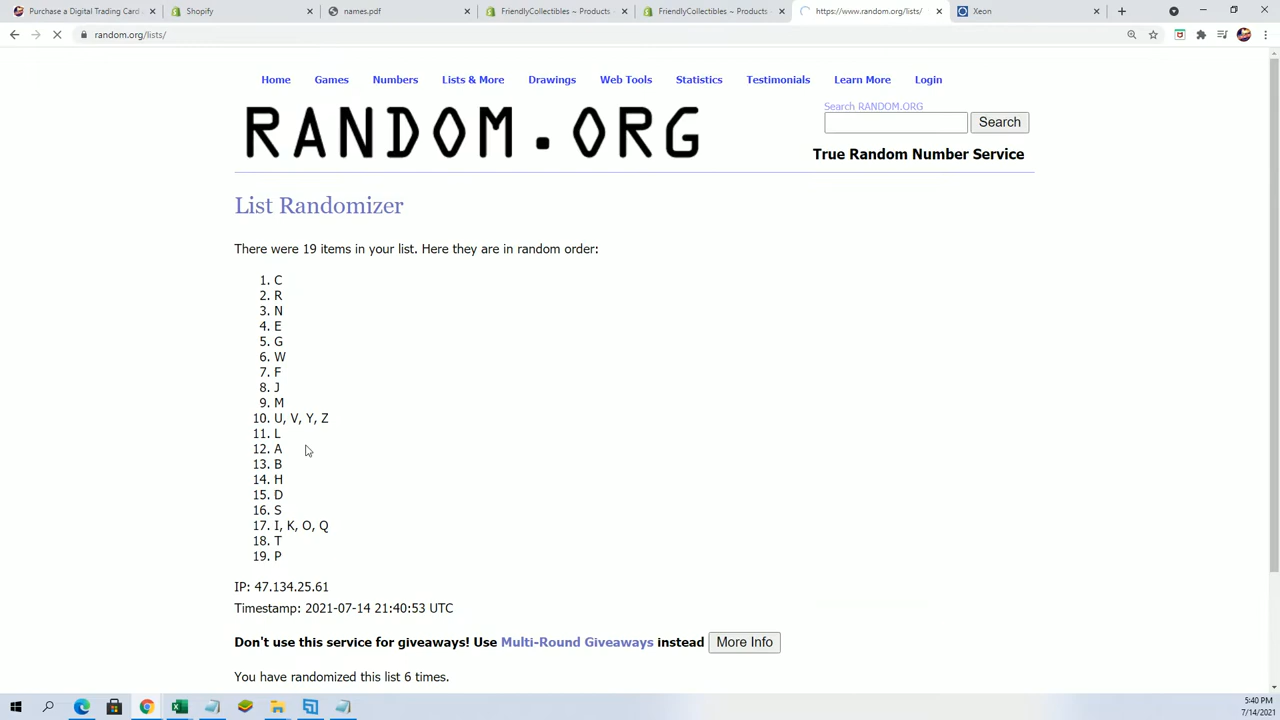 Purchase a Digital Trading Card
Shopify
names.pdf
FriendlyCollectibles ~ Products
FriendlyCollectibles ~ Products
https://www.random.org/lists/
Xeon
random.org/lists/
Home Games Numbers Lists & More Drawings Web Tools Statistics Testimonials Learn More Login
RANDOM.ORG
Search RANDOM.ORG
Search
True Random Number Service
List Randomizer
There were 19 items in your list. Here they are in random order:
1. C
2. R
3. N
4. E
5. G
6. W
7. F
8. J
9. M
10. U, V, Y, Z
11. L
12. A
13. B
14. H
15. D
16. S
17. I, K, O, Q
18. T
19. P
IP: 47.134.25.61
Timestamp: 2021-07-14 21:40:53 UTC
Don't use this service for giveaways! Use Multi-Round Giveaways instead More Info
You have randomized this list 6 times.
5:40 PM
7/14/2021